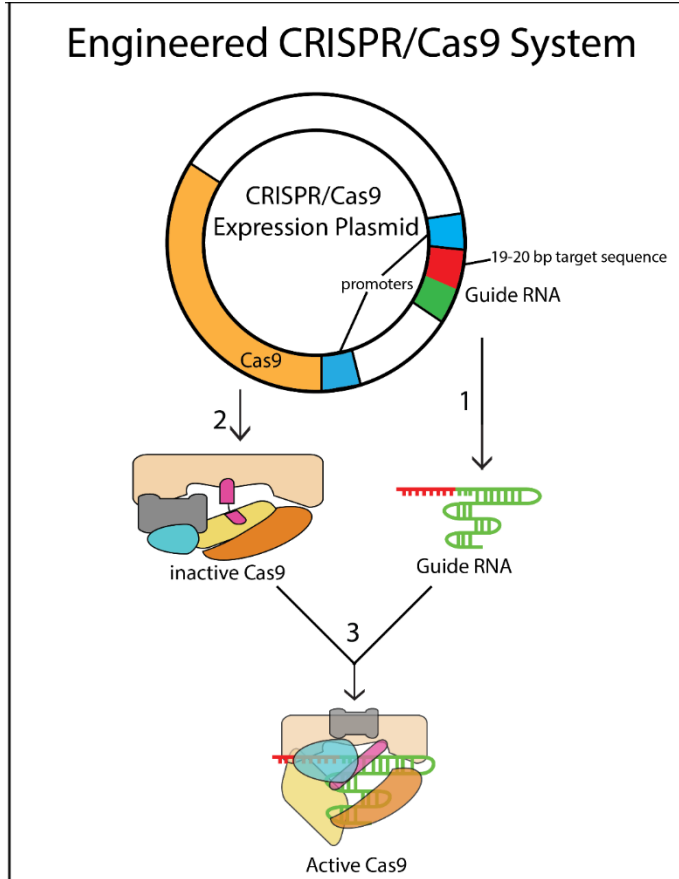 Engineered CRISPR/Cas9 System
CRISPR/Cas9
Expression Plasmid
19-20 bp target sequence
promoters
Guide RNA
Cas9
1
2
inactive Cas9
Guide RNA
3
Active Cas9